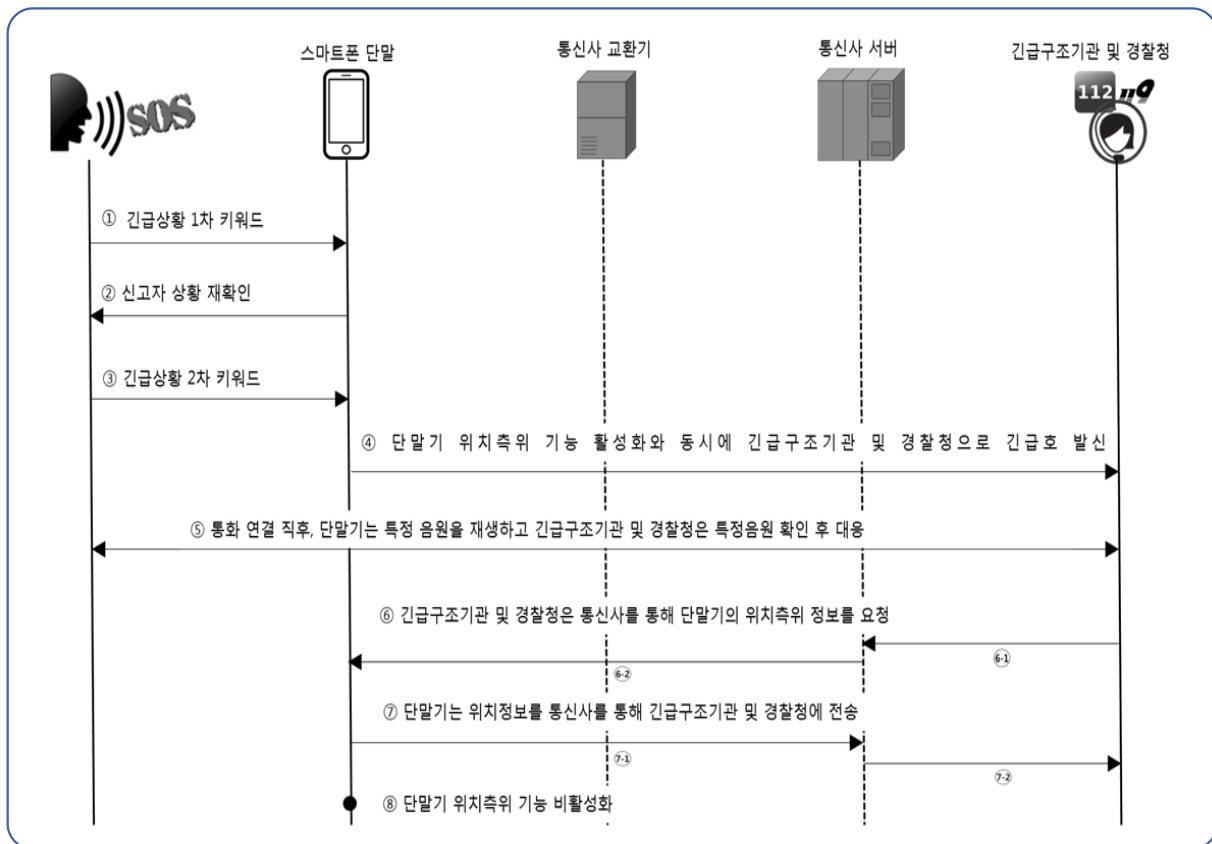 스마트폰 단말
통신사 교환기
통신사 서버
긴급구조기관 및 경찰청
SOS
112 119
① 긴급상황 1차 키워드
② 신고자 상황 재확인
③ 긴급상황 2차 키워드
④ 단말기 위치측위 기능 활성화와 동시에 긴급구조기관 및 경찰청으로 긴급호 발신
⑤ 통화 연결 직후, 단말기는 특정 음원을 재생하고 긴급구조기관 및 경찰청은 특정음원 확인 후 대응
⑥ 긴급구조기관 및 경찰청은 통신사를 통해 단말기의 위치측위 정보를 요청
6-1
6-2
⑦ 단말기는 위치정보를 통신사를 통해 긴급구조기관 및 경찰청에 전송
7-1
7-2
⑧ 단말기 위치측위 기능 비활성화